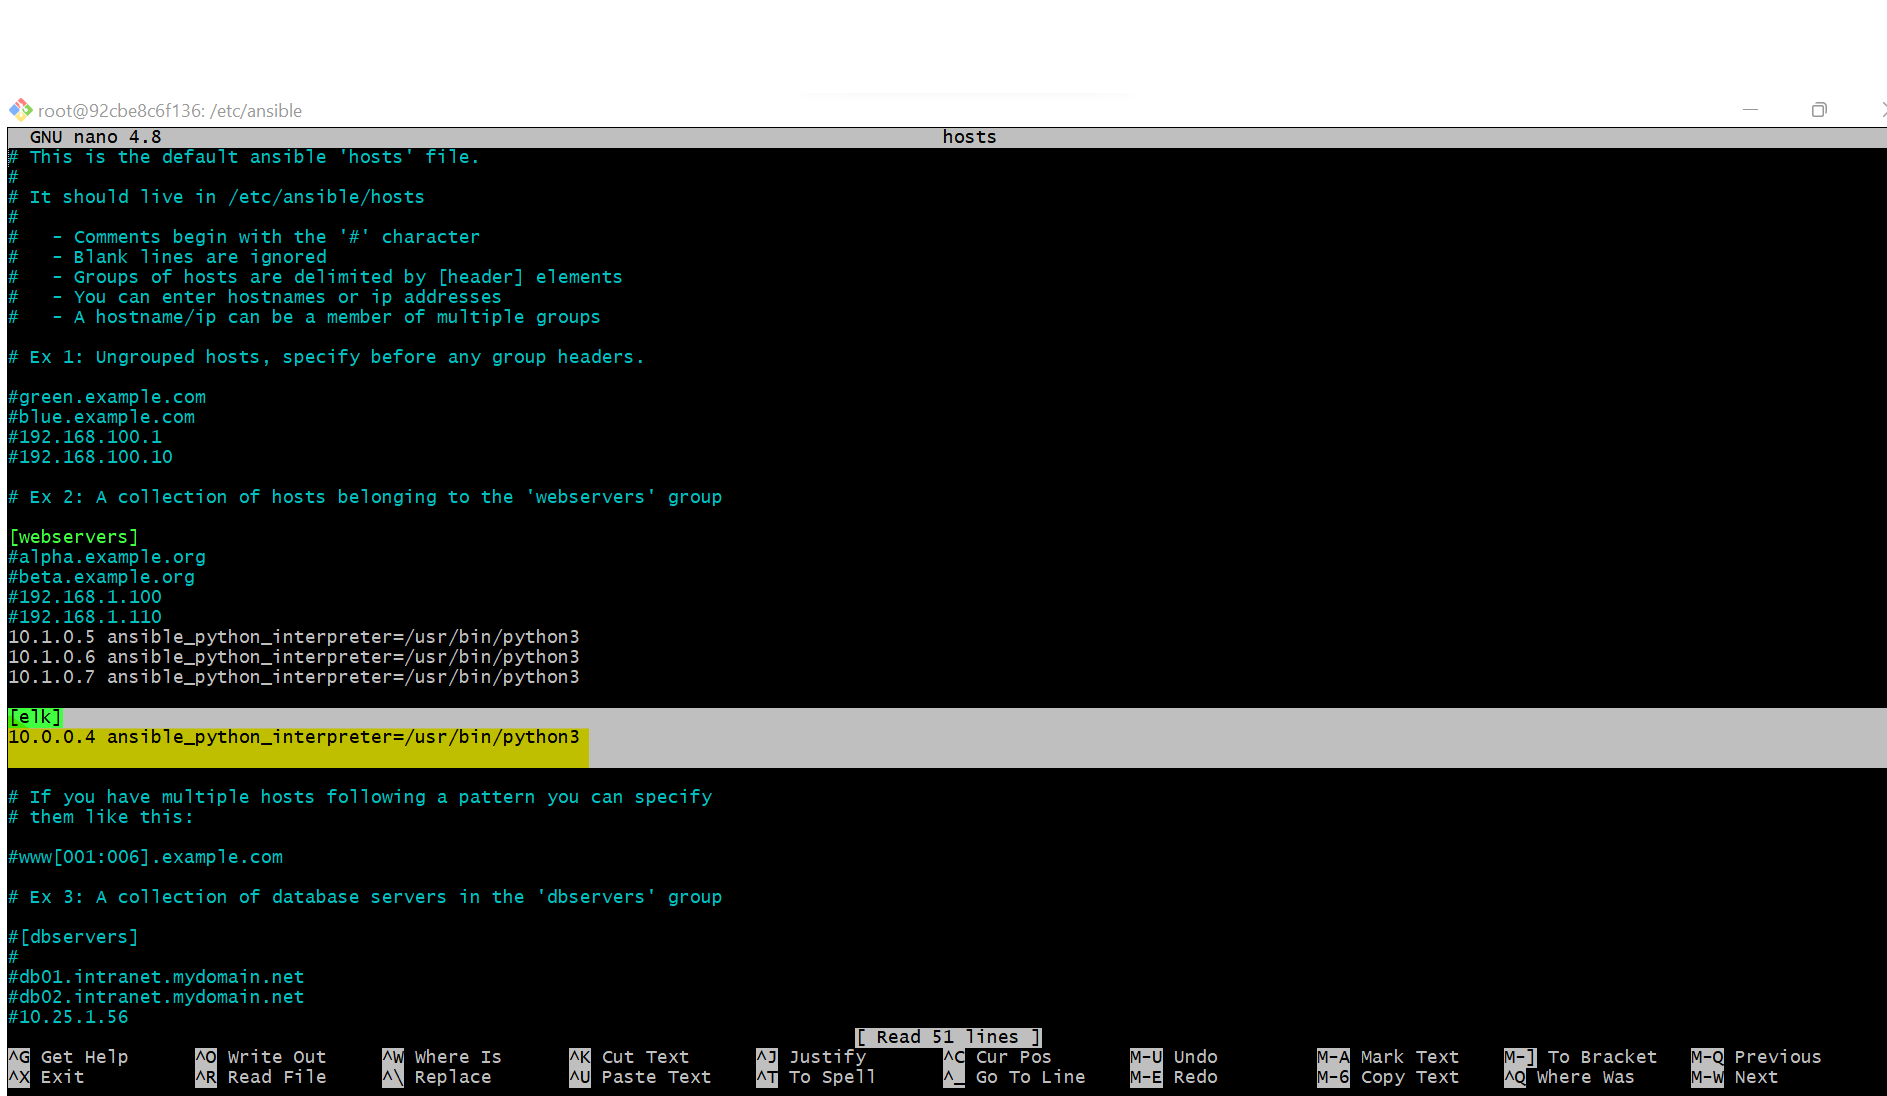 root@92cbe8c6f136: /etc/ansible
GNU nano 4.8 hosts
# This is the default ansible 'hosts' file.
#
# It should live in /etc/ansible/hosts
#
#   - Comments begin with the '#' character
#   - Blank lines are ignored
#   - Groups of hosts are delimited by [header] elements
#   - You can enter hostnames or ip addresses
#   - A hostname/ip can be a member of multiple groups
# Ex 1: Ungrouped hosts, specify before any group headers.
#green.example.com
#blue.example.com
#192.168.100.1
#192.168.100.10
# Ex 2: A collection of hosts belonging to the 'webservers' group
[webservers]
#alpha.example.org
#beta.example.org
#192.168.1.100
#192.168.1.110
10.1.0.5 ansible_python_interpreter=/usr/bin/python3
10.1.0.6 ansible_python_interpreter=/usr/bin/python3
10.1.0.7 ansible_python_interpreter=/usr/bin/python3
[elk]
10.0.0.4 ansible_python_interpreter=/usr/bin/python3
# If you have multiple hosts following a pattern you can specify
# them like this:
#www[001:006].example.com
# Ex 3: A collection of database servers in the 'dbservers' group
#[dbservers]
#
#db01.intranet.mydomain.net
#db02.intranet.mydomain.net
#10.25.1.56
[ Read 51 lines ]
^G Get Help ^O Write Out ^W Where Is ^K Cut Text ^J Justify ^C Cur Pos M-U Undo M-A Mark Text M-] To Bracket M-Q Previous
^X Exit ^R Read File ^\ Replace ^U Paste Text ^T To Spell ^_ Go To Line M-E Redo M-6 Copy Text ^Q Where Was M-W Next